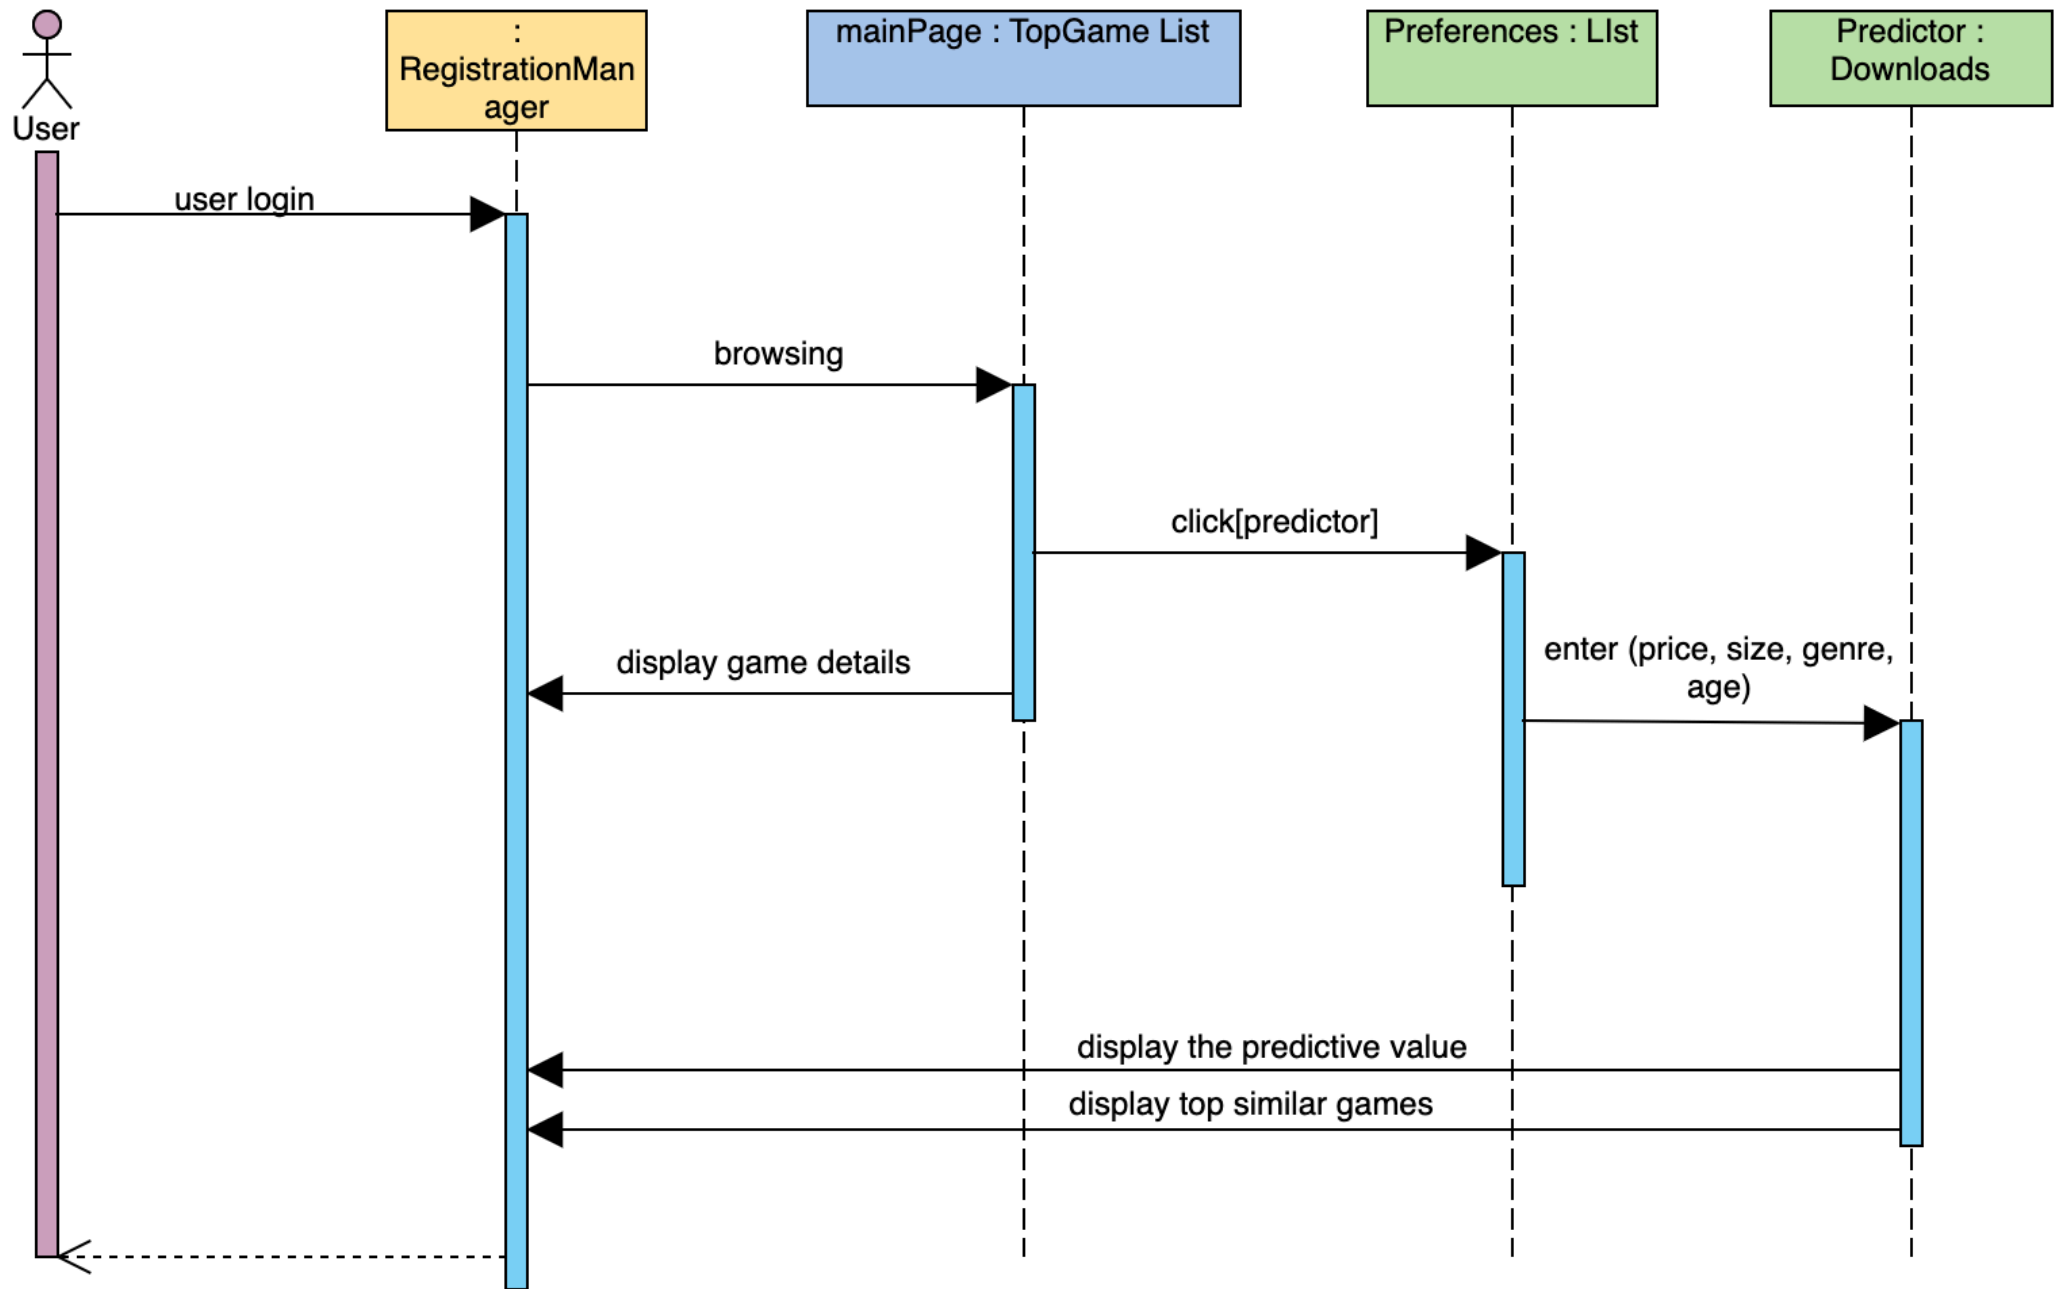 User
:
RegistrationMan
ager
mainPage : TopGame List
Preferences : LIst
Predictor :
Downloads
user login
browsing
click[predictor]
display game details
enter (price, size, genre,
age)
display the predictive value
display top similar games